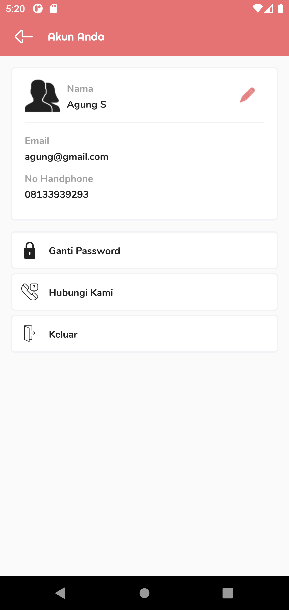 5:20
Akun Anda
Nama
Agung S
Email
agung@gmail.com
No Handphone
08133939293
Ganti Password
Hubungi Kami
Keluar